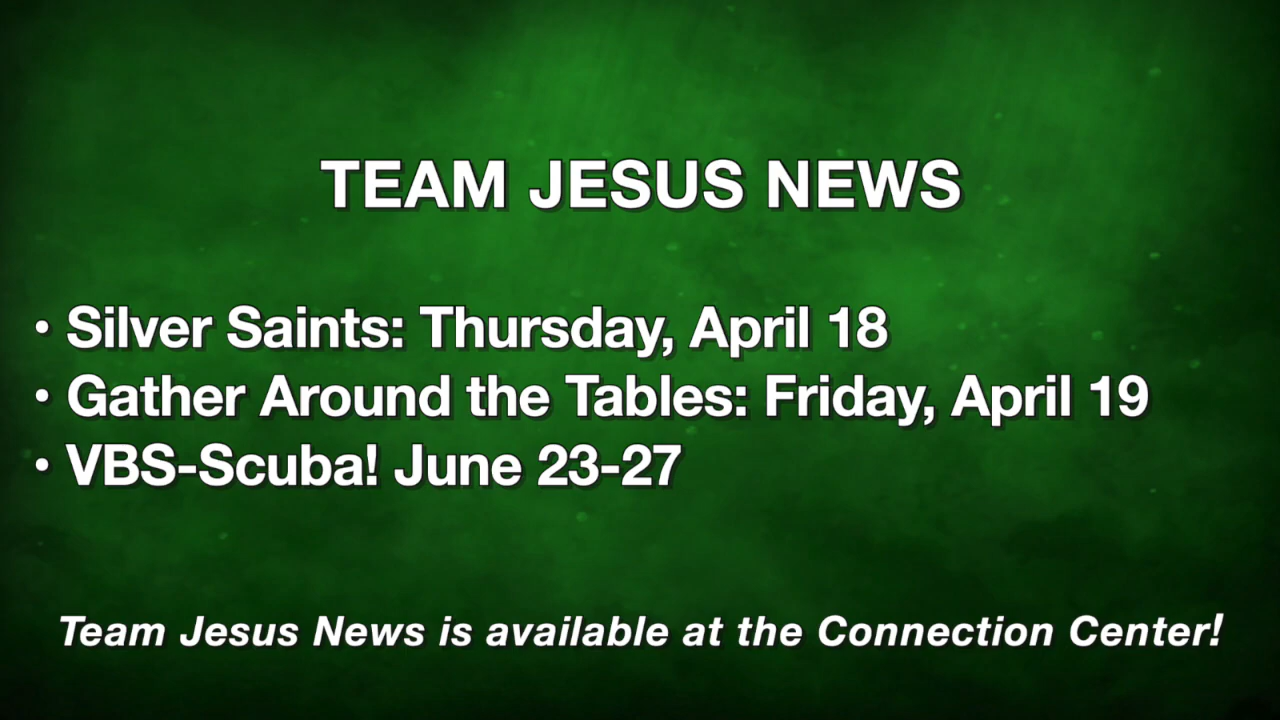 TEAM JESUS NEWS
• Silver Saints: Thursday, April 18
• Gather Around the Tables: Friday, April 19
• VBS-Scuba! June 23-27
Team Jesus News is available at the Connection Center!